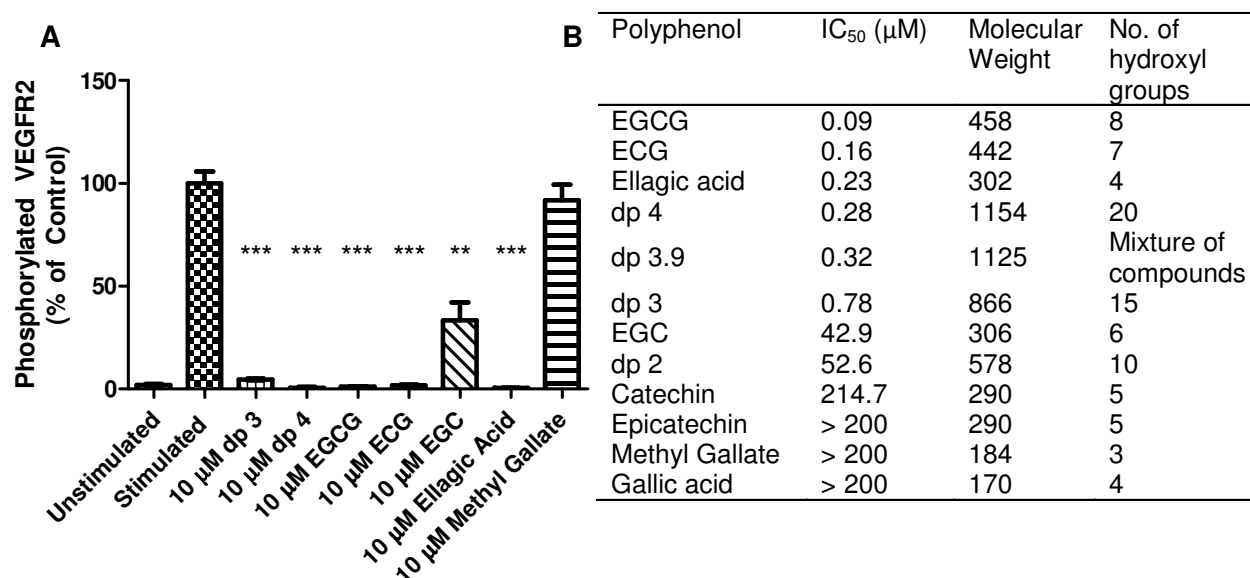 A
Phosphorylated VEGFR2
(% of Control)
150
100
50
0
*** *** *** *** ** ***
Unstimulated
Stimulated
10 µM dp 3
10 µM dp 4
10 µM EGCG
10 µM ECG
10 µM EGC
10 µM Ellagic Acid
10 µM Methyl Gallate
B
Polyphenol IC50 (µM) Molecular Weight No. of hydroxyl groups
EGCG 0.09 458 8
ECG 0.16 442 7
Ellagic acid 0.23 302 4
dp 4 0.28 1154 20
dp 3.9 0.32 1125 Mixture of compounds
dp 3 0.78 866 15
EGC 42.9 306 6
dp 2 52.6 578 10
Catechin 214.7 290 5
Epicatechin > 200 290 5
Methyl Gallate > 200 184 3
Gallic acid > 200 170 4